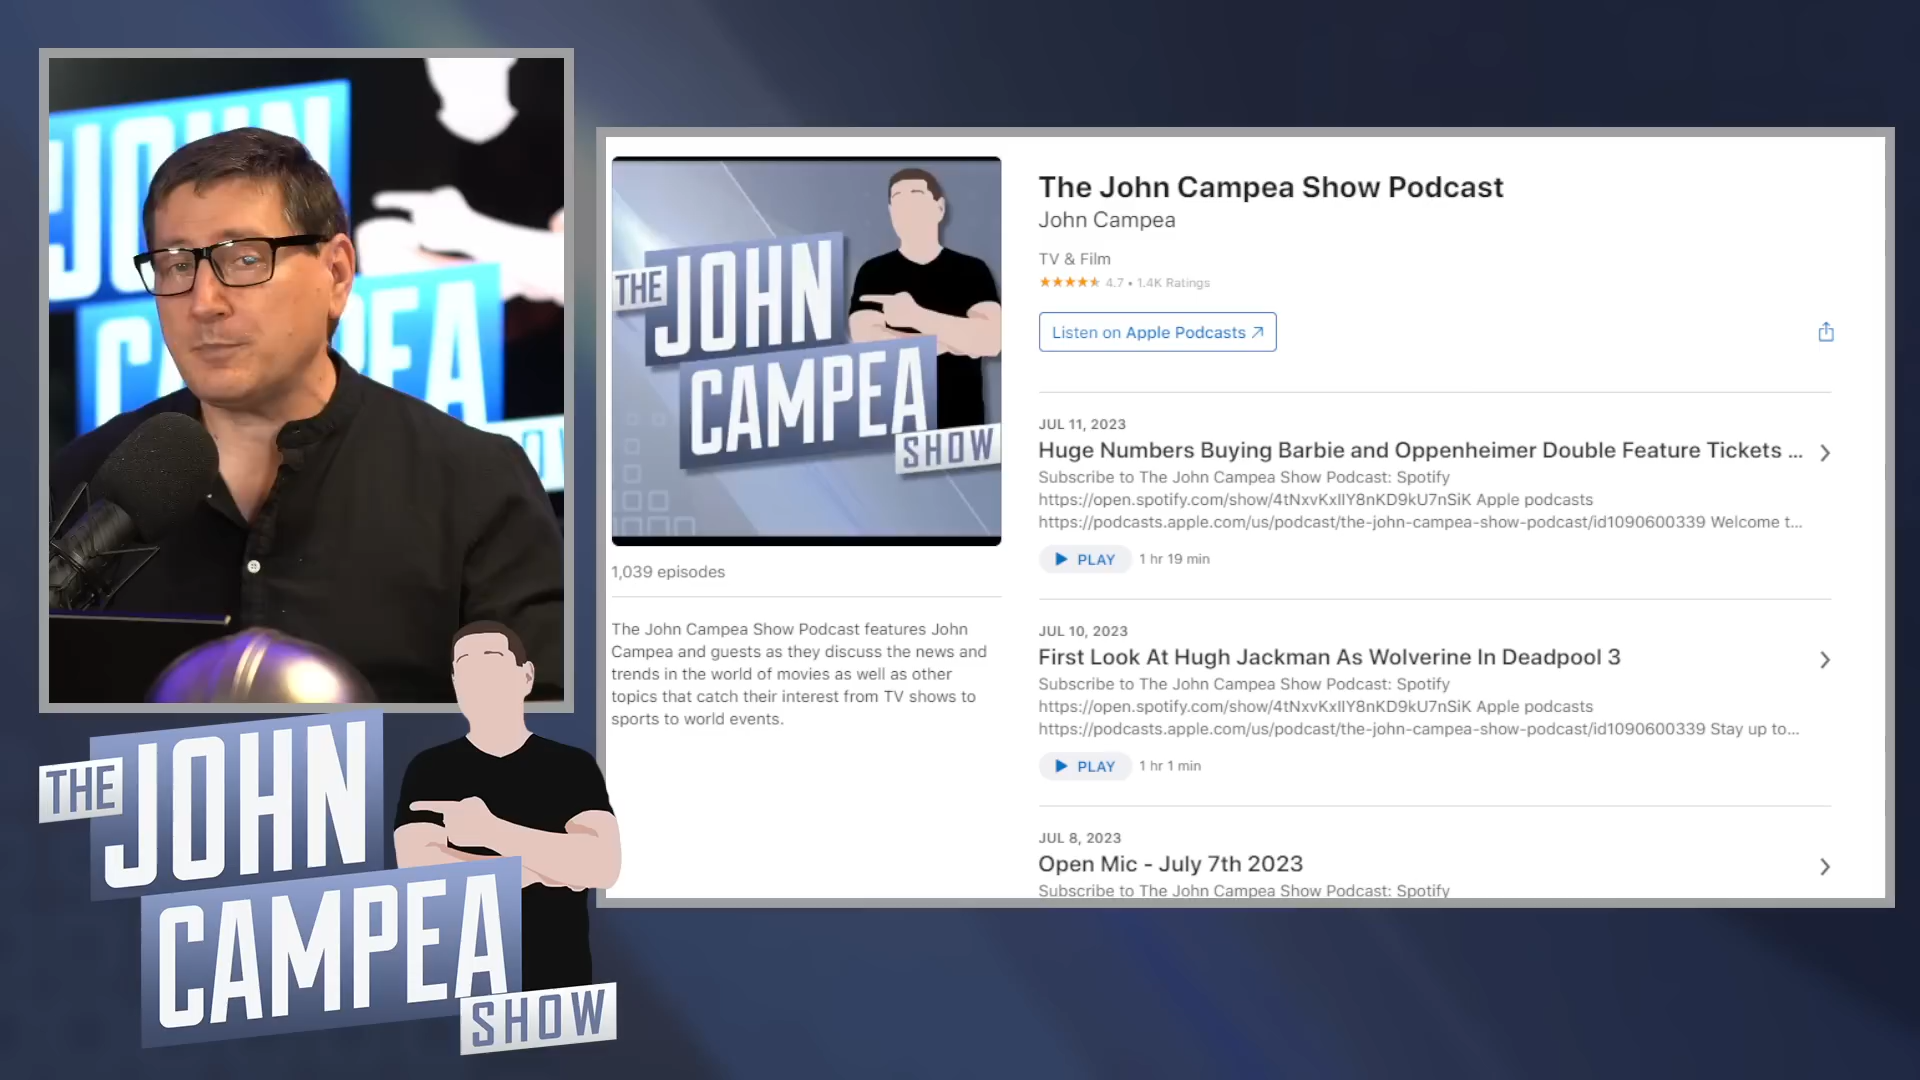 JOHN
CAMPEA
THE
JOHN
CAMPEA
SHOW
THE
JOHN
CAMPEA
SHOW
1,039 episodes
The John Campea Show Podcast features John
Campea and guests as they discuss the news and
trends in the world of movies as well as other
topics that catch their interest from TV shows to
sports to world events.
The John Campea Show Podcast
John Campea
TV & Film
★★★★★ 4.7 • 1.4K Ratings
Listen on Apple Podcasts ↗
JUL 11, 2023
Huge Numbers Buying Barbie and Oppenheimer Double Feature Tickets ...
Subscribe to The John Campea Show Podcast: Spotify
https://open.spotify.com/show/4tNxvKxIlY8nKD9kU7nSiK Apple podcasts
https://podcasts.apple.com/us/podcast/the-john-campea-show-podcast/id1090600339 Welcome t...
PLAY 1 hr 19 min
JUL 10, 2023
First Look At Hugh Jackman As Wolverine In Deadpool 3
Subscribe to The John Campea Show Podcast: Spotify
https://open.spotify.com/show/4tNxvKxIlY8nKD9kU7nSiK Apple podcasts
https://podcasts.apple.com/us/podcast/the-john-campea-show-podcast/id1090600339 Stay up to...
PLAY 1 hr 1 min
JUL 8, 2023
Open Mic - July 7th 2023
Subscribe to The John Campea Show Podcast: Spotify